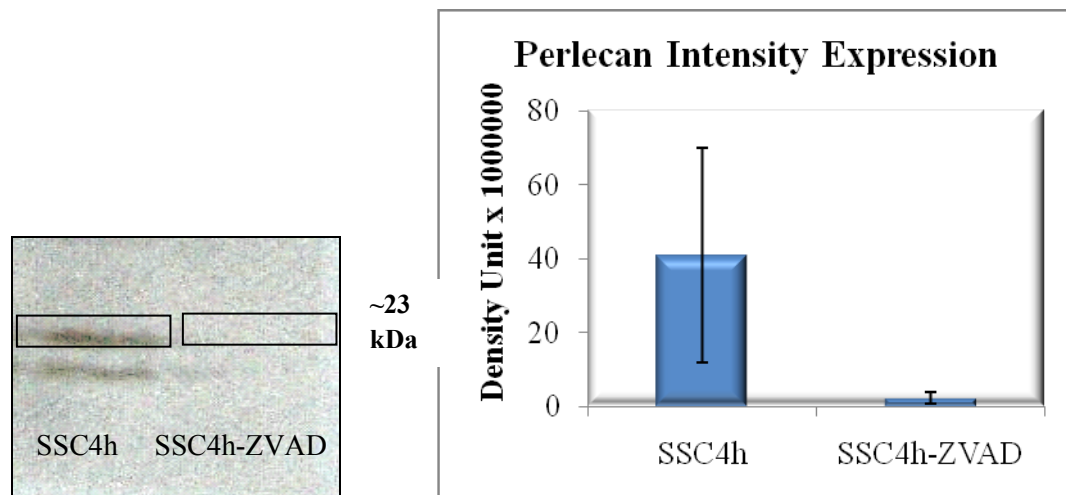 SSC4h SSC4h-ZVAD
~23
kDa
Perlecan Intensity Expression
Density Unit x 1000000
80
60
40
20
0
SSC4h SSC4h-ZVAD